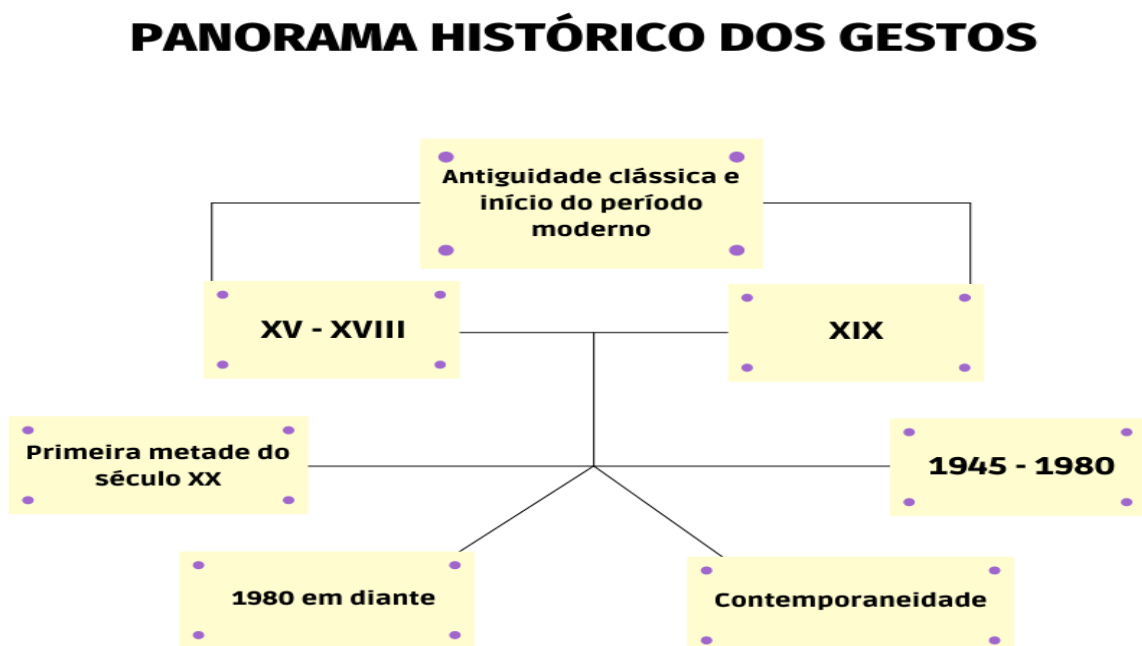 PANORAMA HISTÓRICO DOS GESTOS
Antiguidade clássica e
início do período
moderno
XV - XVIII
XIX
Primeira metade do
século XX
1945 - 1980
1980 em diante
Contemporaneidade